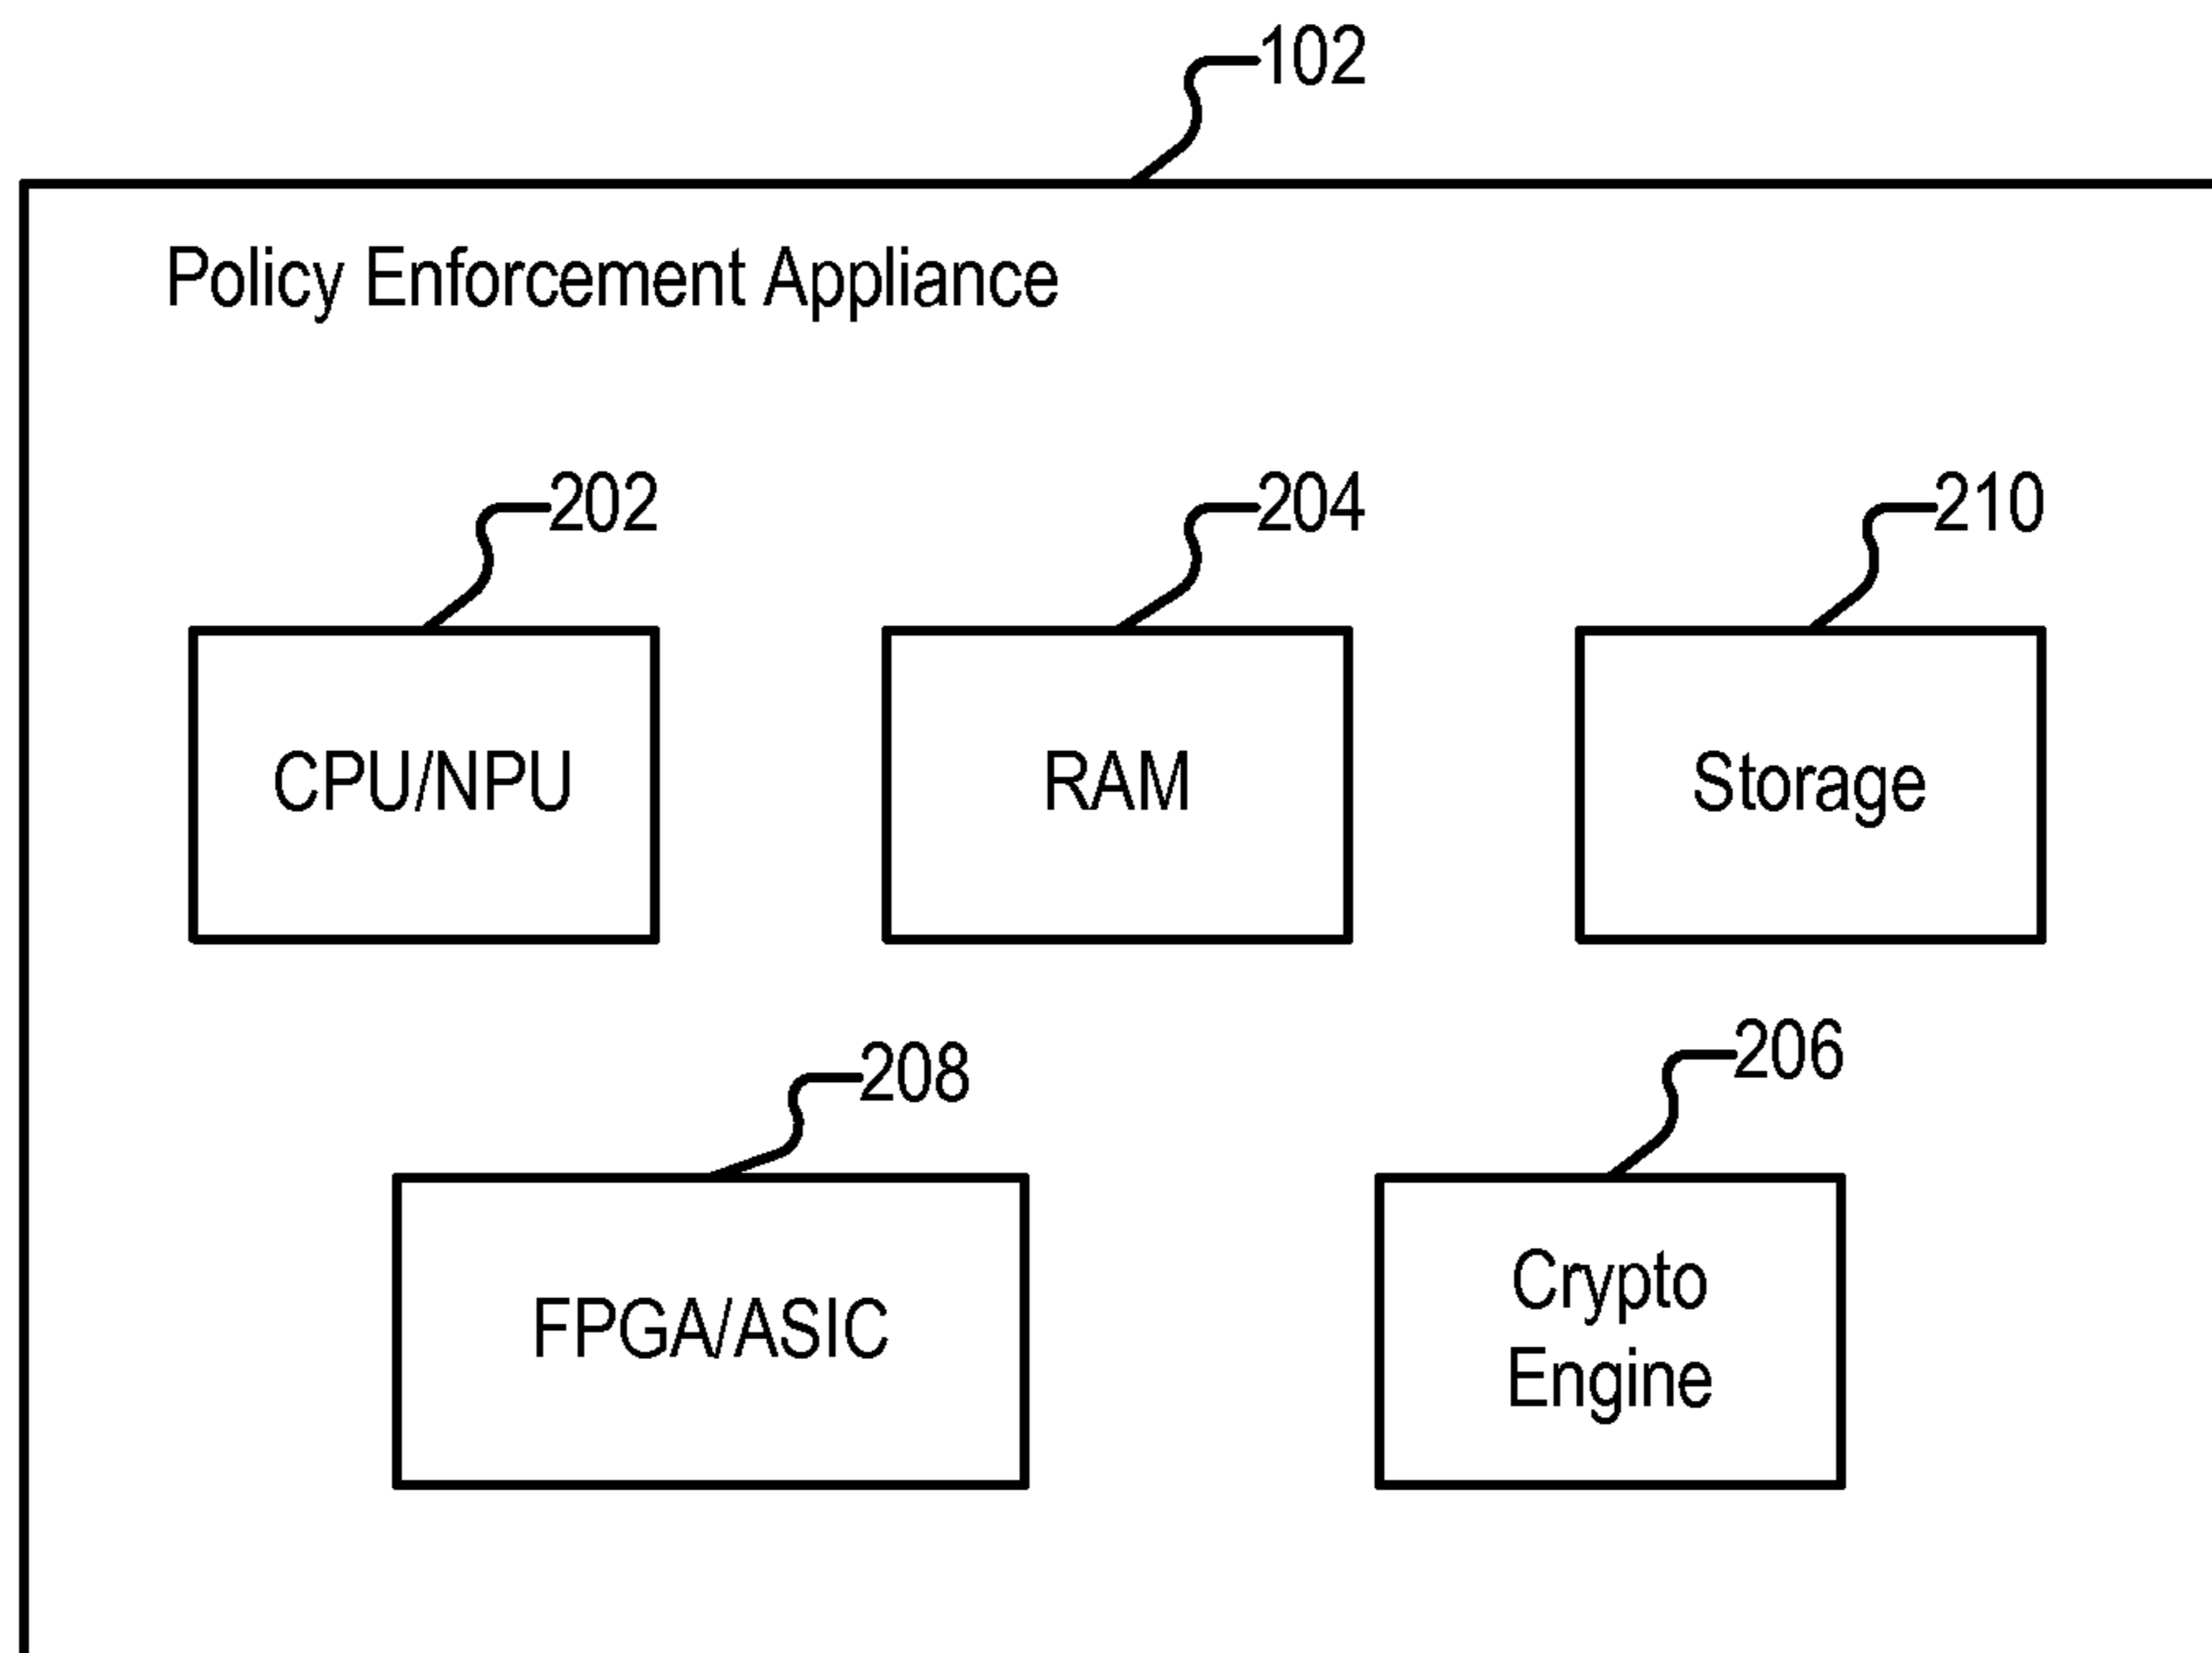 102
Policy Enforcement Appliance
202
204
210
CPU/NPU
RAM
Storage
208
206
FPGA/ASIC
Crypto
Engine